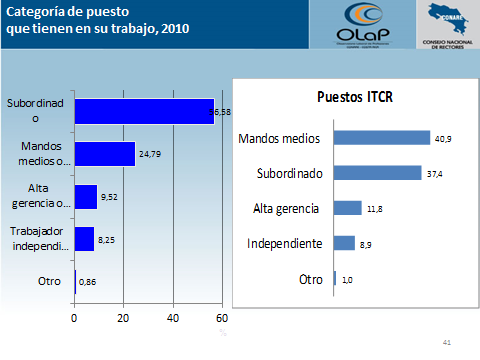 Categoría de puesto
que tienen en su trabajo, 2010
OLaP
CONARE
CONSEJO NACIONAL
DE RECTORES
Subordinad
o
6,58
Mandos
medios o...
24,79
Alta
gerencia o...
9,52
Trabajador
independi...
8,25
Otro
0,86
0
20
40
60
%
Puestos ITCR
Mandos medios
40,9
Subordinado
37,4
Alta gerencia
11,8
Independiente
8,9
Otro
1,0
41